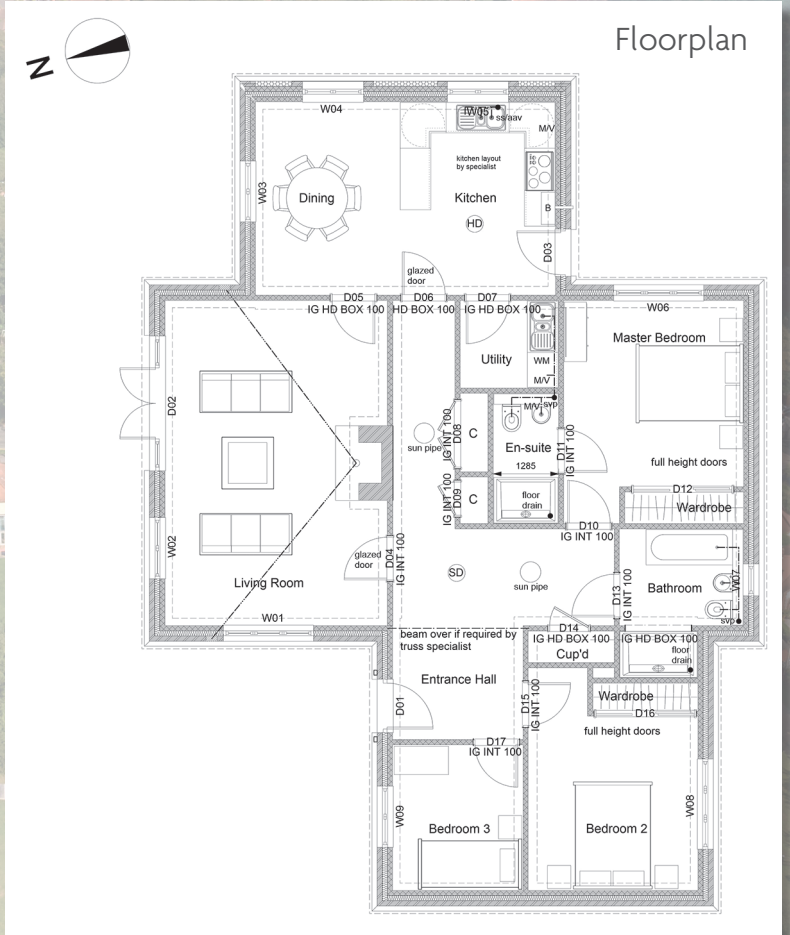 Floorplan
N
W04
W05
ss/aav
M/V
kitchen layout
by specialist
W03
Dining
Kitchen
B
HD
D03
glazed
door
D05
IG HD BOX 100
D06
HD BOX 100
D07
IG HD BOX 100
W06
Master Bedroom
Utility
WM
M/V
D02
M/V
svp
D08
IG INT 100
C
sun pipe
En-suite
D11
IG INT 100
1285
full height doors
D12
Wardrobe
D09
IG INT 100
C
floor
drain
D10
IG INT 100
W02
glazed
door
D04
IG INT 100
SD
sun pipe
Living Room
W01
D13
IG INT 100
Bathroom
W07
svp
D14
IG HD BOX 100
IG HD BOX 100
beam over if required by
truss specialist
Cup'd
floor
drain
Entrance Hall
D01
D15
IG INT 100
Wardrobe
D16
full height doors
D17
IG INT 100
W09
Bedroom 3
Bedroom 2
W08